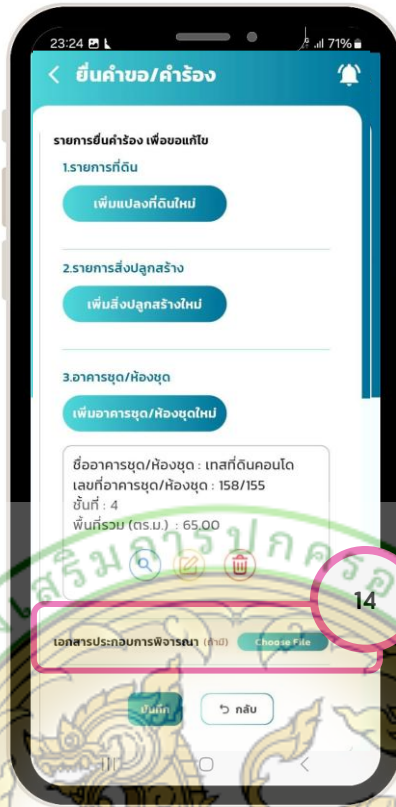 23:24
71%
ยื่นคำขอ/คำร้อง
รายการยื่นคำร้อง เพื่อขอแก้ไข
1.รายการที่ดิน
เพิ่มแปลงที่ดินใหม่
2.รายการสิ่งปลูกสร้าง
เพิ่มสิ่งปลูกสร้างใหม่
3.อาคารชุด/ห้องชุด
เพิ่มอาคารชุด/ห้องชุดใหม่
ชื่ออาคารชุด/ห้องชุด : เทสที่ดินคอนโด
เลขที่อาคารชุด/ห้องชุด : 158/155
ชั้นที่ : 4
พื้นที่รวม (ตร.ม.) : 65.00
14
เอกสารประกอบการพิจารณา (ถ้ามี) Choose File
บันทึก
กลับ